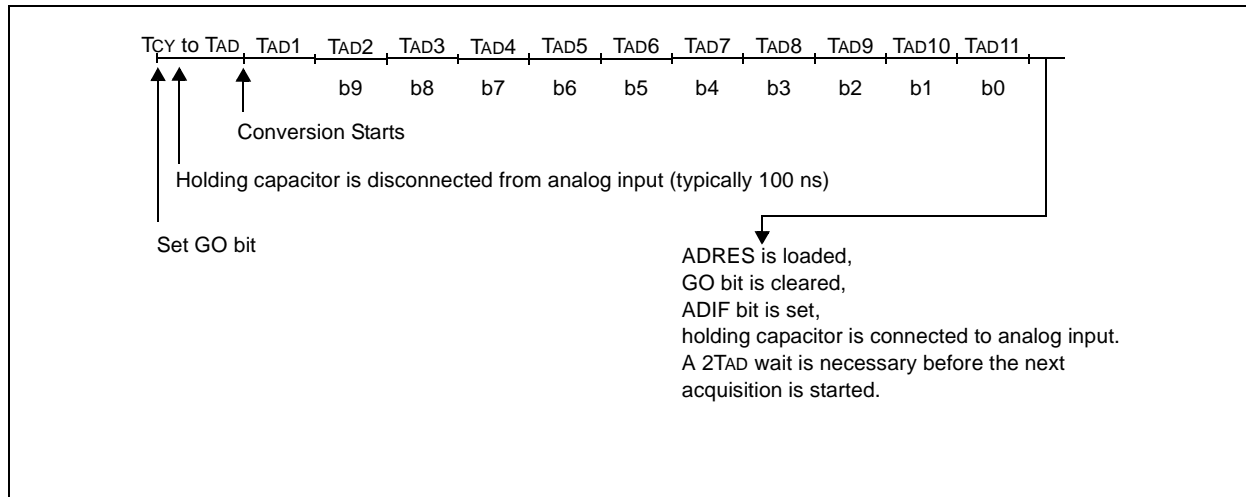 TCY to TAD TAD1 TAD2 TAD3 TAD4 TAD5 TAD6 TAD7 TAD8 TAD9 TAD10 TAD11
b9 b8 b7 b6 b5 b4 b3 b2 b1 b0
Conversion Starts
Holding capacitor is disconnected from analog input (typically 100 ns)
Set GO bit
ADRES is loaded,
GO bit is cleared,
ADIF bit is set,
holding capacitor is connected to analog input.
A 2TAD wait is necessary before the next
acquisition is started.